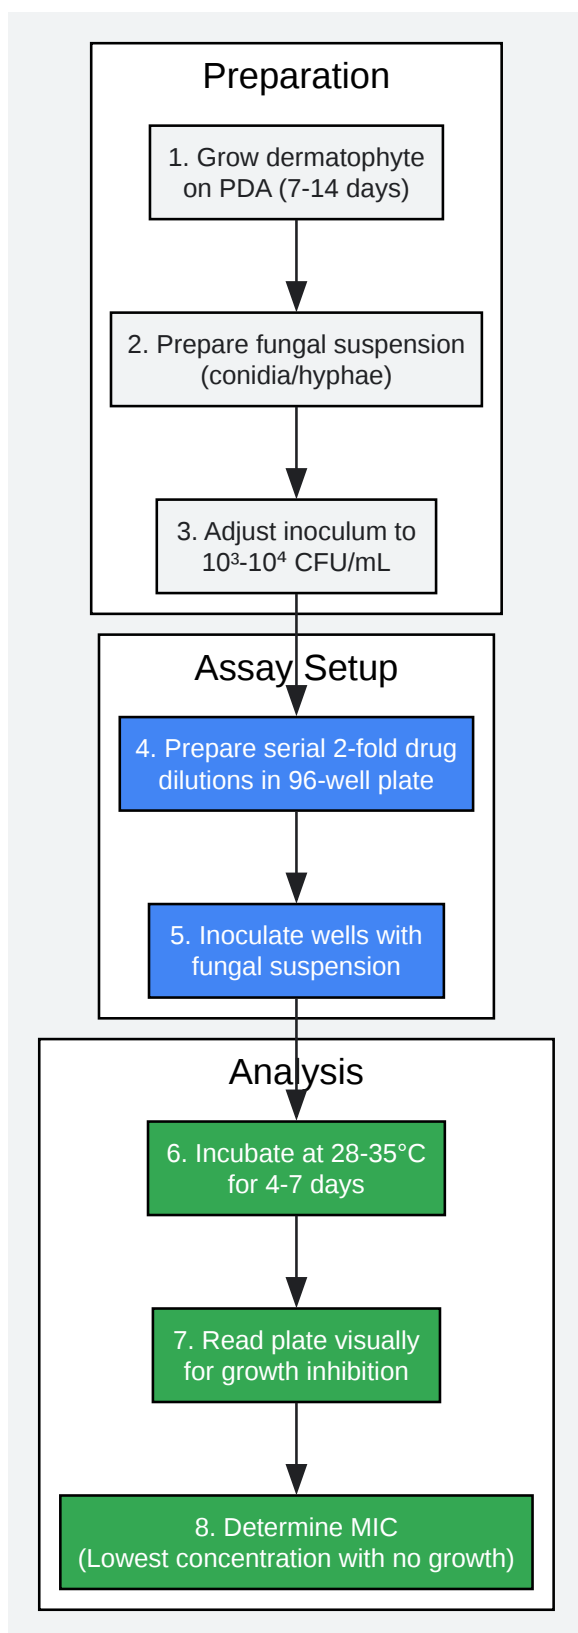 Preparation
1. Grow dermatophyte
on PDA (7-14 days)
2. Prepare fungal suspension
(conidia/hyphae)
3. Adjust inoculum to
10³-10⁴ CFU/mL
Assay Setup
4. Prepare serial 2-fold drug
dilutions in 96-well plate
5. Inoculate wells with
fungal suspension
Analysis
6. Incubate at 28-35°C
for 4-7 days
7. Read plate visually
for growth inhibition
8. Determine MIC
(Lowest concentration with no growth)